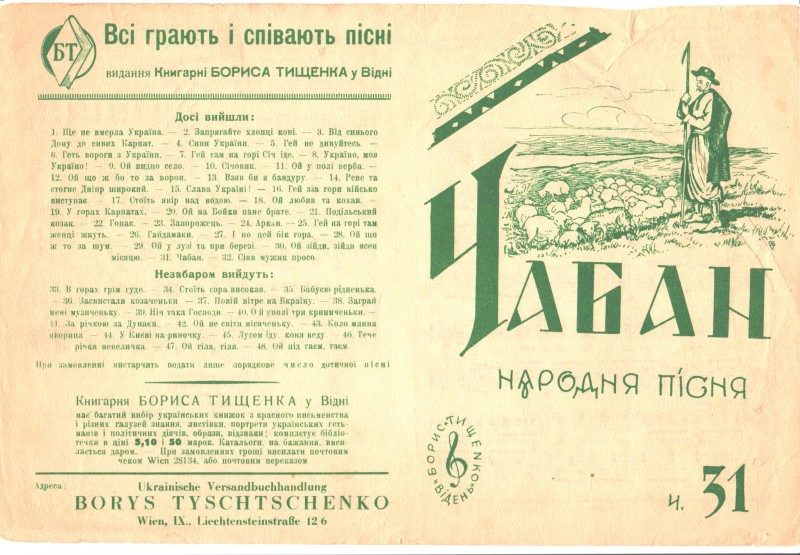 БТ
Всі грають і співають пісні
видання Книгарні БОРИСА ТИЩЕНКА у Відні
Досі вийшли:
1. Ще не вмерла Україна. — 2. Запрягайте хлопці коні. — 3. Від синього
Дону до сивих Карпат. — 4. Сини України. — 5. Гей не дивуйтесь. —
6. Геть вороги з України. — 7. Гей там на горі Січ іде. — 8. Україно, моя
Україно! — 9. Ой видно село. — 10. Січовик. — 11. Ой у полі верба. —
12. Ой що ж бо то за ворон. — 13. Взяв би я бандуру. — 14. Реве та
стогне Дніпр широкий. — 15. Слава Україні! — 16. Гей зза гори військо
виступає. — 17. Стоїть явір над водою. — 18. Ой любив та кохав. —
19. У горах Карпатах. — 20. Ой на Бойки пане брате. — 21. Подільський
козак. — 22. Гопак. — 23. Запорожець. — 24. Аркан. — 25. Гей на горі там
женці жнуть. — 26. Гайдамаки. — 27. І по цей бік гора. — 28. Ой що
ж то за шум. — 29. Ой у лузі та при березі. — 30. Ой зійди, зійди ясен
місяцю. — 31. Чабан. — 32. Сіяв мужик просо.
Незабаром вийдуть:
33. В горах грім гуде. — 34. Стоїть гора високая. — 35. Бабусю рідненька.
— 36. Засвистали козаченьки — 37. Повій вітре на Вкраїну. — 38. Заграй
мені музиченьку. — 39. Ніч така Господи. — 40. Ой у полі три криниченьки. —
41. За річкою за Дунаєм. — 42. Ой не світи місяченьку. — 43. Коло млина
яворина — 44. У Києві на риночку. — 45. Лугом іду, коня веду. — 46. Тече
річка невеличка. — 47. Ой гіля, гіля. — 48. Ой під гаєм, гаєм.
При замовленні вистарчить подати лише порядкове число дотичної пісні
Книгарня БОРИСА ТИЩЕНКА у Відні
має багатий вибір українських книжок з красного письменства
і різних галузей знання, листівки, портрети українських геть-
манів і політичних діячів, образи, відзнаки; комплєтує бібліо-
течки в ціні 5,10 і 50 марок. Катальоги, на бажання, виси-
лається даром. — При замовленнях гроші висилати почтовим
чеком Wien 28134, або почтовим переказом
Адреса: Ukrainische Versandbuchhandlung
BORYS TYSCHTSCHENKO
Wien, IX., Liechtensteinstraße 12 6
ЧАБАН
НАРОДНЯ ПІСНЯ
БОРИС ТИЩЕНКО ВІДЕНЬ
ч. 31